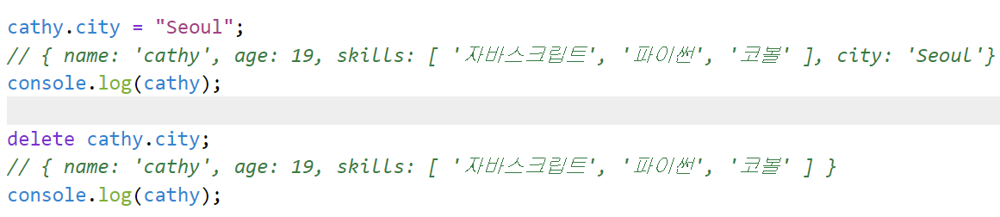 cathy.city = "Seoul";
// { name: 'cathy', age: 19, skills: [ '자바스크립트', '파이썬', '코볼' ], city: 'Seoul'}
console.log(cathy);
delete cathy.city;
// { name: 'cathy', age: 19, skills: [ '자바스크립트', '파이썬', '코볼' ] }
console.log(cathy);